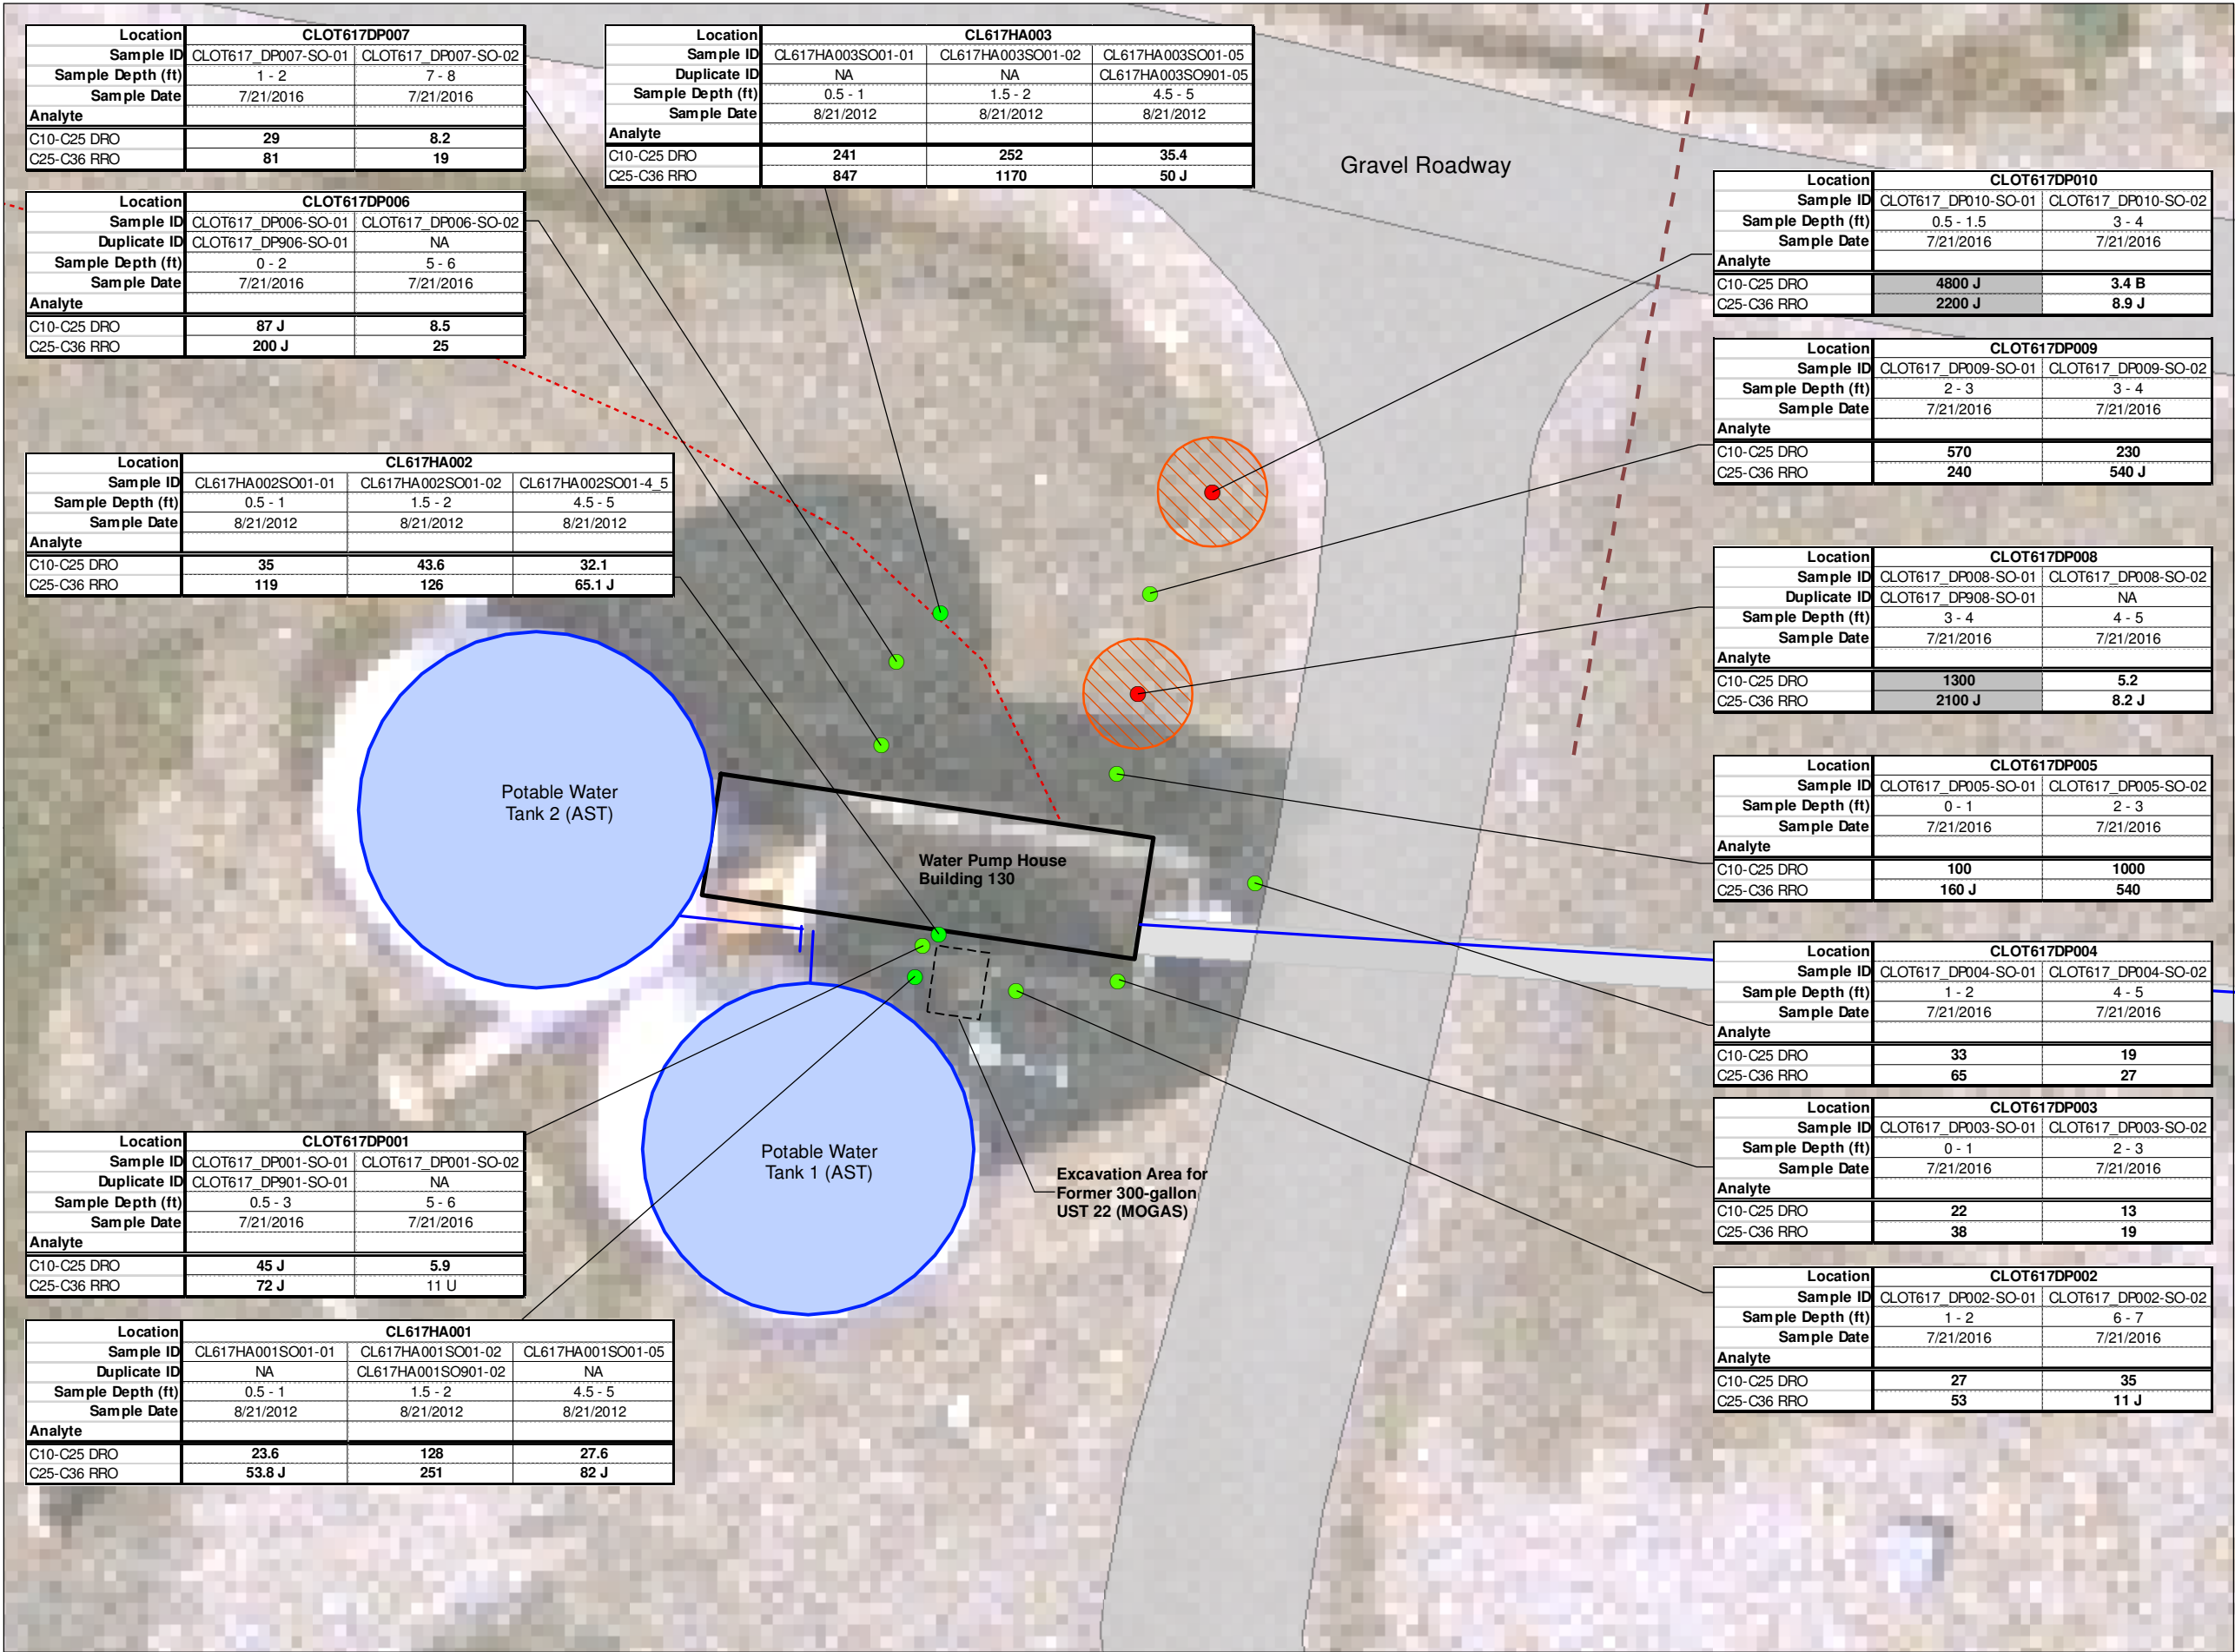 Location CLOT617DP007
Sample ID CLOT617_DP007-SO-01 CLOT617_DP007-SO-02
Sample Depth (ft) 1 - 2 7 - 8
Sample Date 7/21/2016 7/21/2016
Analyte
C10-C25 DRO 29 8.2
C25-C36 RRO 81 19
Location CL617HA003
Sample ID CL617HA003SO01-01 CL617HA003SO01-02 CL617HA003SO01-05
Duplicate ID NA NA CL617HA003SO901-05
Sample Depth (ft) 0.5 - 1 1.5 - 2 4.5 - 5
Sample Date 8/21/2012 8/21/2012 8/21/2012
Analyte
C10-C25 DRO 241 252 35.4
C25-C36 RRO 847 1170 50 J
Gravel Roadway
Location CLOT617DP006
Sample ID CLOT617_DP006-SO-01 CLOT617_DP006-SO-02
Duplicate ID CLOT617_DP906-SO-01 NA
Sample Depth (ft) 0 - 2 5 - 6
Sample Date 7/21/2016 7/21/2016
Analyte
C10-C25 DRO 87 J 8.5
C25-C36 RRO 200 J 25
Location CLOT617DP010
Sample ID CLOT617_DP010-SO-01 CLOT617_DP010-SO-02
Sample Depth (ft) 0.5 - 1.5 3 - 4
Sample Date 7/21/2016 7/21/2016
Analyte
C10-C25 DRO 4800 J 3.4 B
C25-C36 RRO 2200 J 8.9 J
Location CLOT617DP009
Sample ID CLOT617_DP009-SO-01 CLOT617_DP009-SO-02
Sample Depth (ft) 2 - 3 3 - 4
Sample Date 7/21/2016 7/21/2016
Analyte
C10-C25 DRO 570 230
C25-C36 RRO 240 540 J
Location CL617HA002
Sample ID CL617HA002SO01-01 CL617HA002SO01-02 CL617HA002SO01-4_5
Sample Depth (ft) 0.5 - 1 1.5 - 2 4.5 - 5
Sample Date 8/21/2012 8/21/2012 8/21/2012
Analyte
C10-C25 DRO 35 43.6 32.1
C25-C36 RRO 119 126 65.1 J
Location CLOT617DP008
Sample ID CLOT617_DP008-SO-01 CLOT617_DP008-SO-02
Duplicate ID CLOT617_DP908-SO-01 NA
Sample Depth (ft) 3 - 4 4 - 5
Sample Date 7/21/2016 7/21/2016
Analyte
C10-C25 DRO 1300 5.2
C25-C36 RRO 2100 J 8.2 J
Potable Water
Tank 2 (AST)
Water Pump House
Building 130
Location CLOT617DP005
Sample ID CLOT617_DP005-SO-01 CLOT617_DP005-SO-02
Sample Depth (ft) 0 - 1 2 - 3
Sample Date 7/21/2016 7/21/2016
Analyte
C10-C25 DRO 100 1000
C25-C36 RRO 160 J 540
Location CLOT617DP004
Sample ID CLOT617_DP004-SO-01 CLOT617_DP004-SO-02
Sample Depth (ft) 1 - 2 4 - 5
Sample Date 7/21/2016 7/21/2016
Analyte
C10-C25 DRO 33 19
C25-C36 RRO 65 27
Location CLOT617DP003
Sample ID CLOT617_DP003-SO-01 CLOT617_DP003-SO-02
Sample Depth (ft) 0 - 1 2 - 3
Sample Date 7/21/2016 7/21/2016
Analyte
C10-C25 DRO 22 13
C25-C36 RRO 38 19
Location CLOT617DP001
Sample ID CLOT617_DP001-SO-01 CLOT617_DP001-SO-02
Duplicate ID CLOT617_DP901-SO-01 NA
Sample Depth (ft) 0.5 - 3 5 - 6
Sample Date 7/21/2016 7/21/2016
Analyte
C10-C25 DRO 45 J 5.9
C25-C36 RRO 72 J 11 U
Potable Water
Tank 1 (AST)
Excavation Area for
Former 300-gallon
UST 22 (MOGAS)
Location CLOT617DP002
Sample ID CLOT617_DP002-SO-01 CLOT617_DP002-SO-02
Sample Depth (ft) 1 - 2 6 - 7
Sample Date 7/21/2016 7/21/2016
Analyte
C10-C25 DRO 27 35
C25-C36 RRO 53 11 J
Location CL617HA001
Sample ID CL617HA001SO01-01 CL617HA001SO01-02 CL617HA001SO01-05
Duplicate ID NA CL617HA001SO901-02 NA
Sample Depth (ft) 0.5 - 1 1.5 - 2 4.5 - 5
Sample Date 8/21/2012 8/21/2012 8/21/2012
Analyte
C10-C25 DRO 23.6 128 27.6
C25-C36 RRO 53.8 J 251 82 J